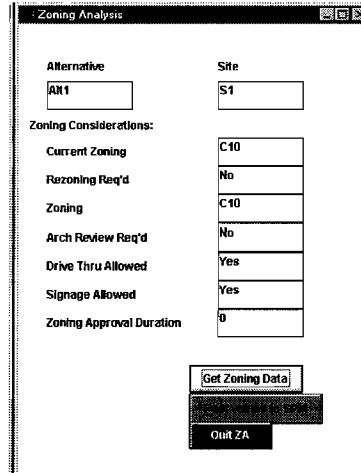 Zoning Analysis
Alternative Site
Alt1 S1
Zoning Considerations:
Current Zoning C10
Rezoning Req'd No
Zoning C10
Arch Review Req'd No
Drive Thru Allowed Yes
Signage Allowed Yes
Zoning Approval Duration 0
Get Zoning Data
Quit ZA